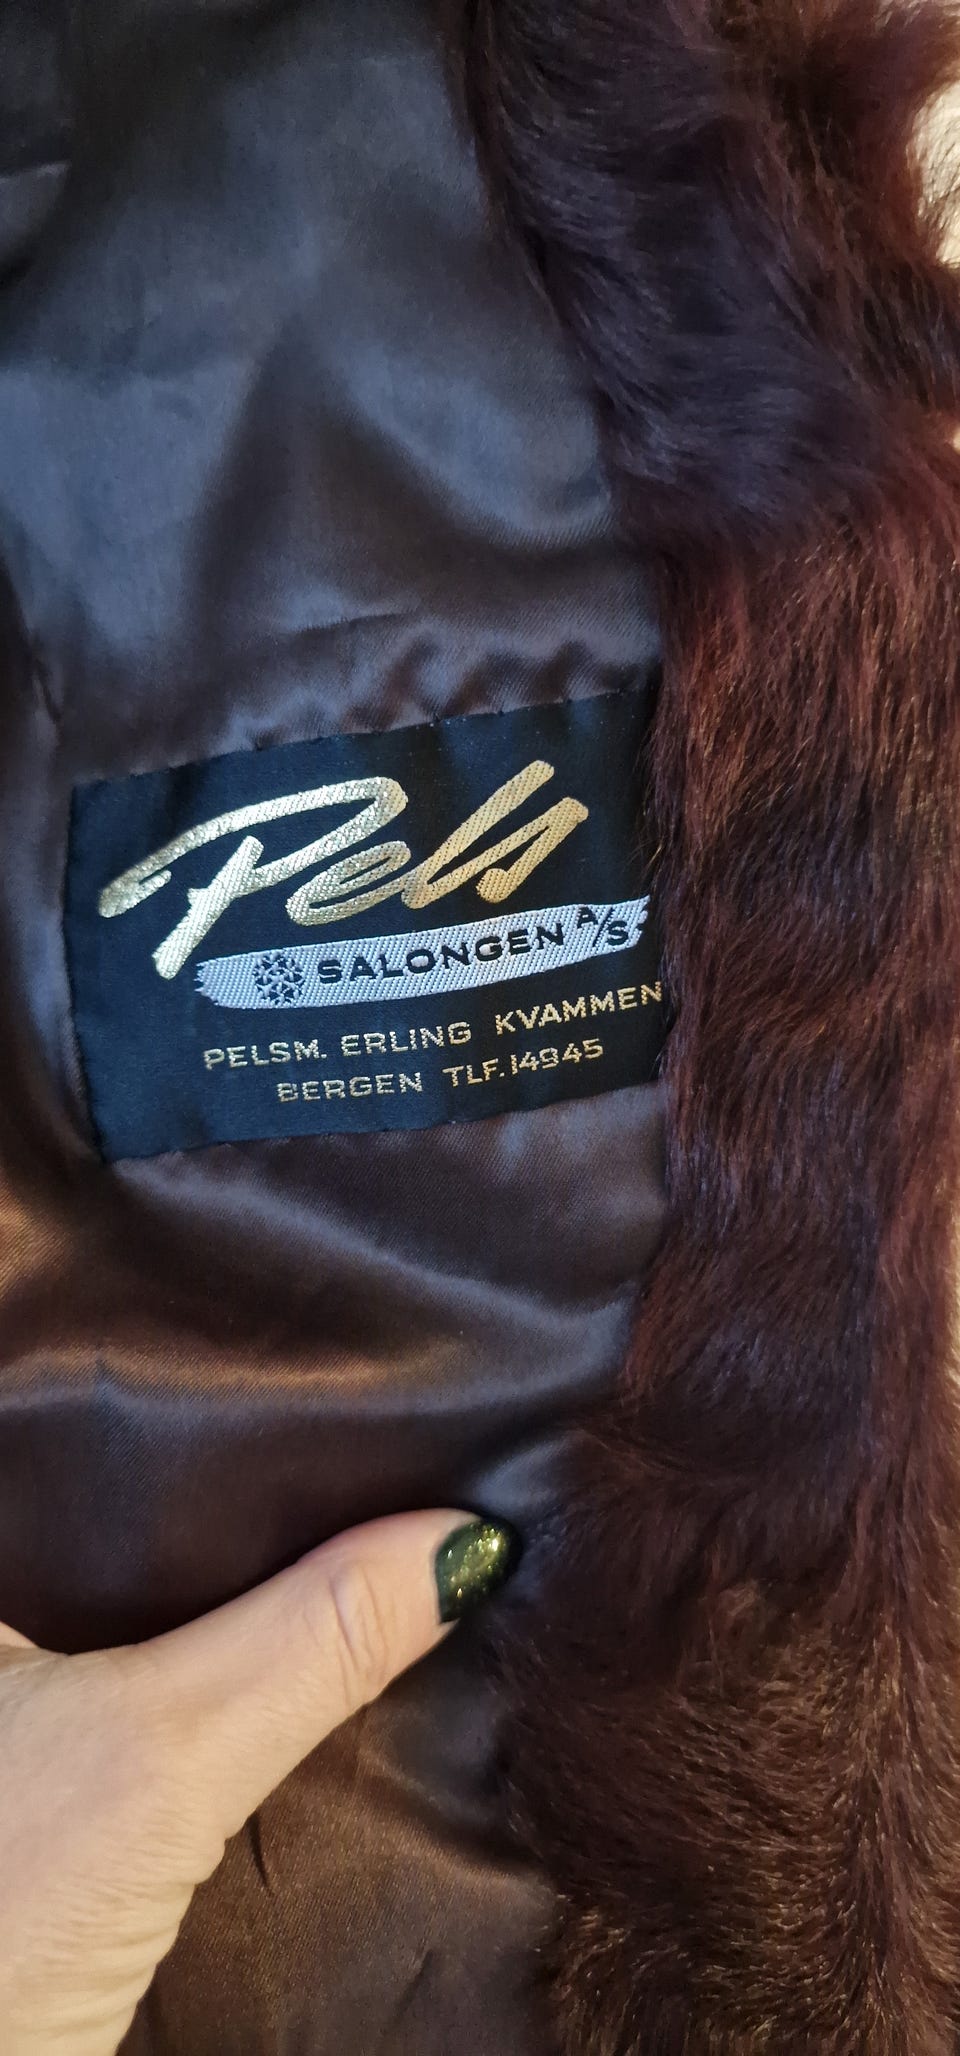 Pels
SALONGEN A/S
PELSM. ERLING KVAMMEN
BERGEN TLF. 14945